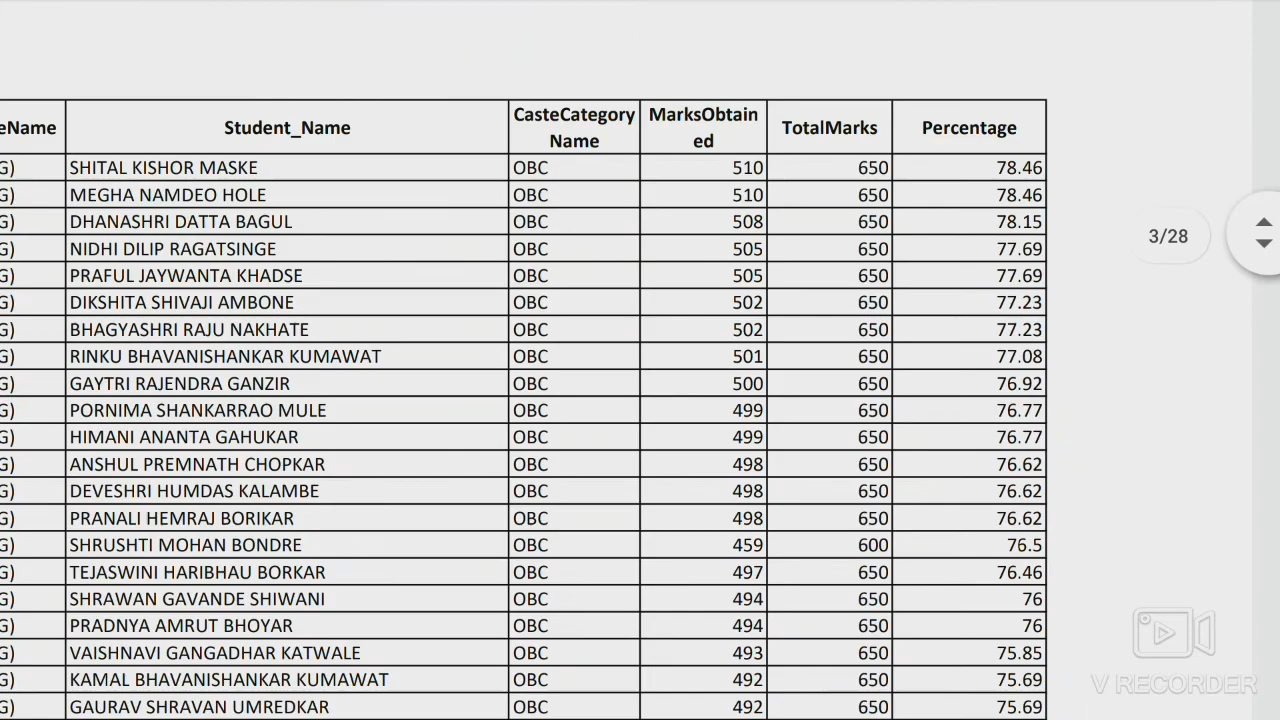 eName Student_Name CasteCategory Name MarksObtain ed TotalMarks Percentage
G) SHITAL KISHOR MASKE OBC 510 650 78.46
G) MEGHA NAMDEO HOLE OBC 510 650 78.46
G) DHANASHRI DATTA BAGUL OBC 508 650 78.15
G) NIDHI DILIP RAGATSINGE OBC 505 650 77.69
3/28
G) PRAFUL JAYWANTA KHADSE OBC 505 650 77.69
G) DIKSHITA SHIVAJI AMBONE OBC 502 650 77.23
G) BHAGYASHRI RAJU NAKHATE OBC 502 650 77.23
G) RINKU BHAVANISHANKAR KUMAWAT OBC 501 650 77.08
G) GAYTRI RAJENDRA GANZIR OBC 500 650 76.92
G) PORNIMA SHANKARRAO MULE OBC 499 650 76.77
G) HIMANI ANANTA GAHUKAR OBC 499 650 76.77
G) ANSHUL PREMNATH CHOPKAR OBC 498 650 76.62
G) DEVESHRI HUMDAS KALAMBE OBC 498 650 76.62
G) PRANALI HEMRAJ BORIKAR OBC 498 650 76.62
G) SHRUSHTI MOHAN BONDRE OBC 459 600 76.5
G) TEJASWINI HARIBHAU BORKAR OBC 497 650 76.46
G) SHRAWAN GAVANDE SHIWANI OBC 494 650 76
G) PRADNYA AMRUT BHOYAR OBC 494 650 76
G) VAISHNAVI GANGADHAR KATWALE OBC 493 650 75.85
G) KAMAL BHAVANISHANKAR KUMAWAT OBC 492 650 75.69
G) GAURAV SHRAVAN UMREDKAR OBC 492 650 75.69
V RECORDER